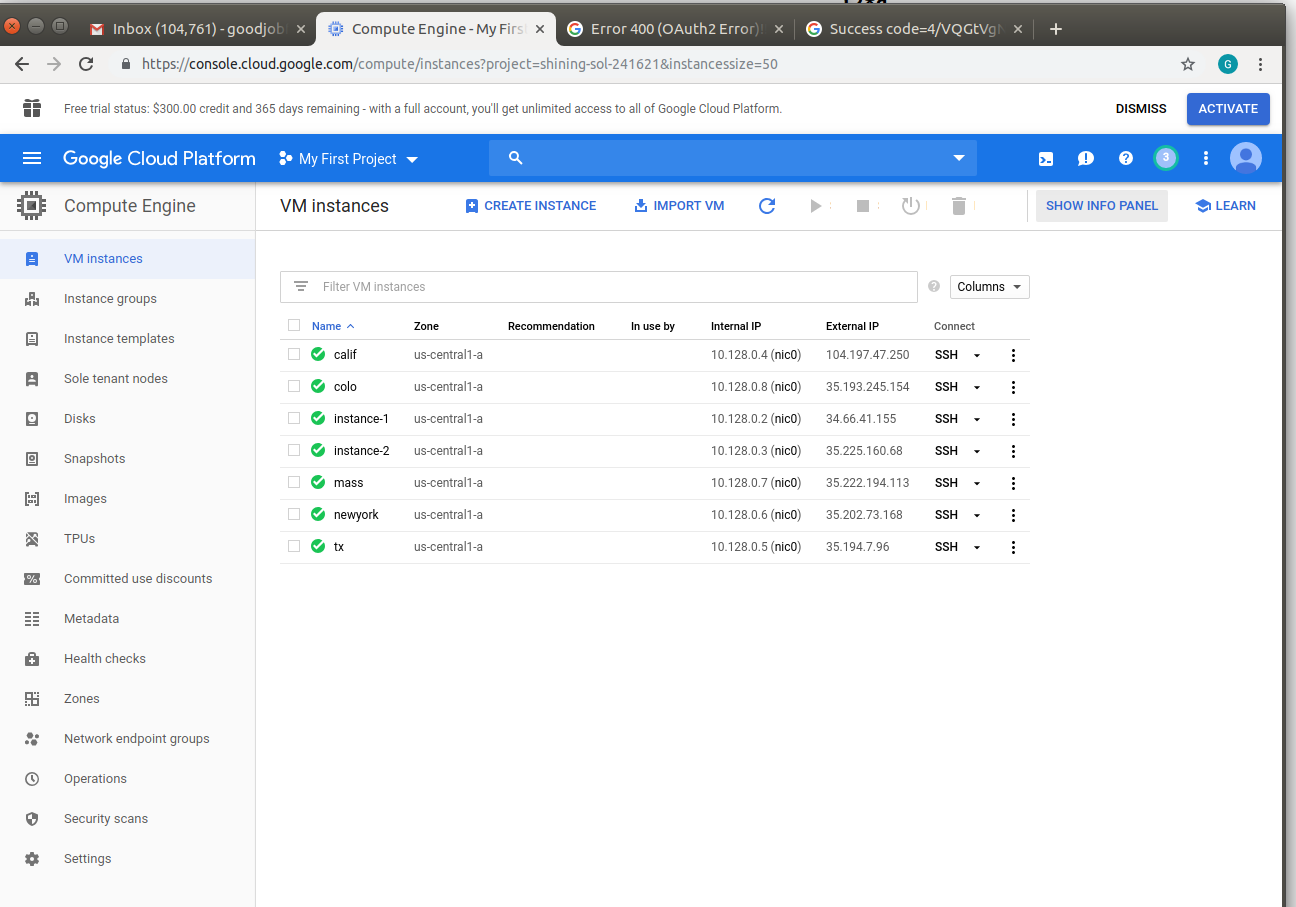 Inbox (104,761) - goodjob
Compute Engine - My Firs
Error 400 (OAuth2 Error)!
Success code=4/VQGtVgN
https://console.cloud.google.com/compute/instances?project=shining-sol-241621&instancessize=50
G
Free trial status: $300.00 credit and 365 days remaining - with a full account, you'll get unlimited access to all of Google Cloud Platform.
DISMISS
ACTIVATE
Google Cloud Platform
My First Project
3
Compute Engine
VM instances
CREATE INSTANCE
IMPORT VM
SHOW INFO PANEL
LEARN
VM instances
Instance groups
Instance templates
Sole tenant nodes
Disks
Snapshots
Images
TPUs
Committed use discounts
Metadata
Health checks
Zones
Network endpoint groups
Operations
Security scans
Settings
Filter VM instances
Columns
Name Zone Recommendation In use by Internal IP External IP Connect
calif us-central1-a 10.128.0.4 (nic0) 104.197.47.250 SSH
colo us-central1-a 10.128.0.8 (nic0) 35.193.245.154 SSH
instance-1 us-central1-a 10.128.0.2 (nic0) 34.66.41.155 SSH
instance-2 us-central1-a 10.128.0.3 (nic0) 35.225.160.68 SSH
mass us-central1-a 10.128.0.7 (nic0) 35.222.194.113 SSH
newyork us-central1-a 10.128.0.6 (nic0) 35.202.73.168 SSH
tx us-central1-a 10.128.0.5 (nic0) 35.194.7.96 SSH